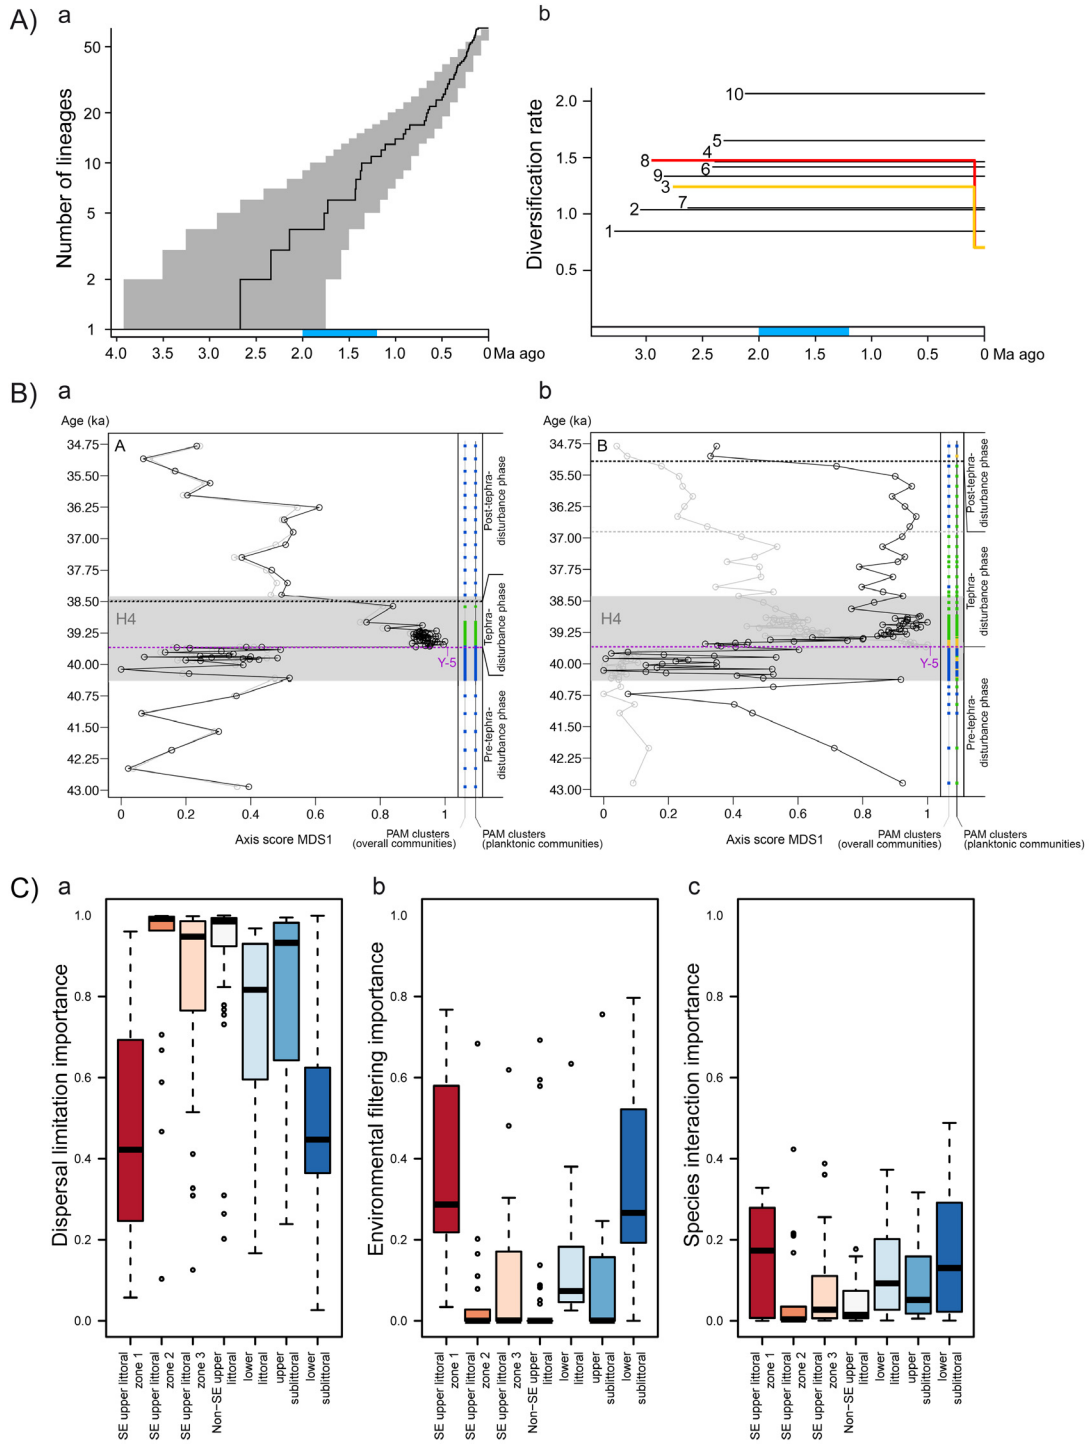 A)
a
Number of lineages
50
20
10
5
2
1
4.0 3.5 3.0 2.5 2.0 1.5 1.0 0.5 0 Ma ago
b
Diversification rate
2.0
1.5
1.0
0.5
10
5
4
8
6
9
3
7
2
1
3.0 2.5 2.0 1.5 1.0 0.5 0 Ma ago
B)
a
Age (ka)
A
34.75
35.50
36.25
37.00
37.75
38.50
39.25
40.00
40.75
41.50
42.25
43.00
H4
Y-5
Post-tephra-
disturbance phase
Tephra-
disturbance phase
Pre-tephra-
disturbance phase
0 0.2 0.4 0.6 0.8 1
Axis score MDS1
PAM clusters
(overall communities)
PAM clusters
(planktonic communities)
b
Age (ka)
B
34.75
35.50
36.25
37.00
37.75
38.50
39.25
40.00
40.75
41.50
42.25
43.00
H4
Y-5
Post-tephra-
disturbance phase
Tephra-
disturbance phase
Pre-tephra-
disturbance phase
0 0.2 0.4 0.6 0.8 1
Axis score MDS1
PAM clusters
(overall communities)
PAM clusters
(planktonic communities)
C)
a
Dispersal limitation importance
1.0
0.8
0.6
0.4
0.2
0.0
SE upper littoral
zone 1
SE upper littoral
zone 2
SE upper littoral
zone 3
Non−SE upper
littoral
lower
littoral
upper
sublittoral
lower
sublittoral
b
Environmental filtering importance
1.0
0.8
0.6
0.4
0.2
0.0
SE upper littoral
zone 1
SE upper littoral
zone 2
SE upper littoral
zone 3
Non−SE upper
littoral
lower
littoral
upper
sublittoral
lower
sublittoral
c
Species interaction importance
1.0
0.8
0.6
0.4
0.2
0.0
SE upper littoral
zone 1
SE upper littoral
zone 2
SE upper littoral
zone 3
Non−SE upper
littoral
lower
littoral
upper
sublittoral
lower
sublittoral